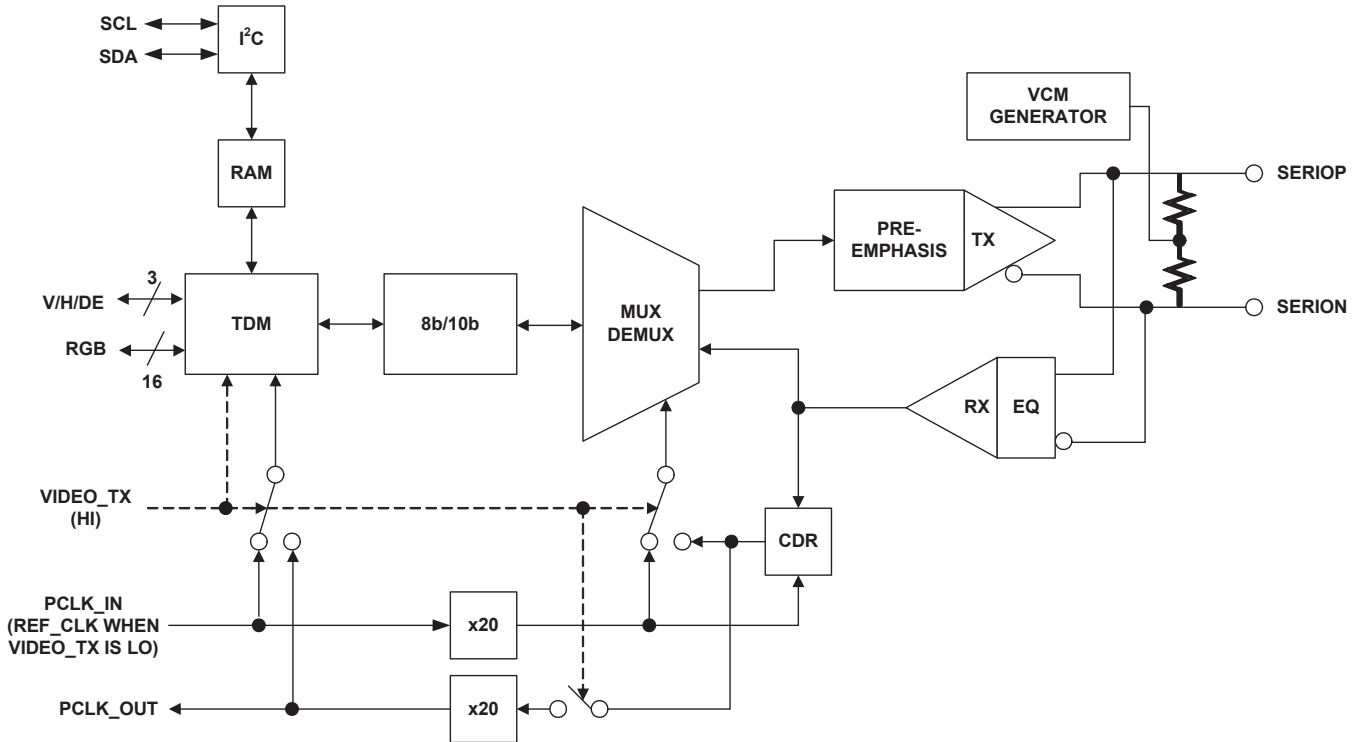 SCL
SDA
I²C
RAM
VCM
GENERATOR
SERIOP
PRE-
EMPHASIS
TX
SERION
V/H/DE
3
RGB
16
TDM
8b/10b
MUX
DEMUX
RX
EQ
VIDEO_TX
(HI)
CDR
PCLK_IN
(REF_CLK WHEN
VIDEO_TX IS LO)
x20
PCLK_OUT
x20